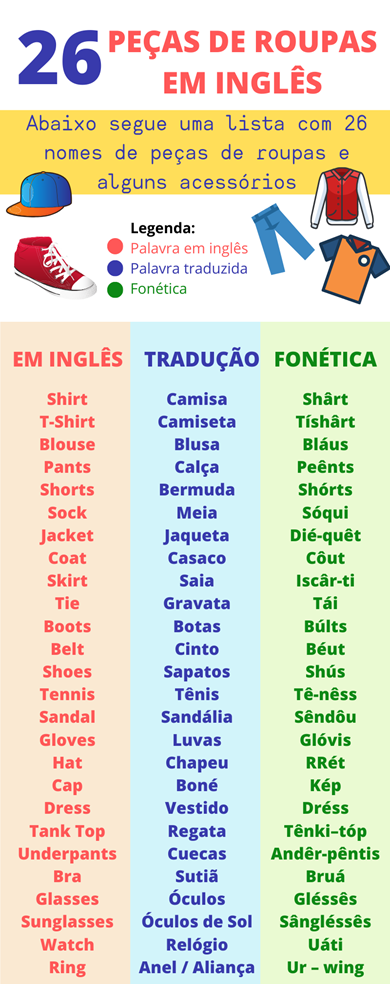 26 PEÇAS DE ROUPAS
EM INGLÊS
Abaixo segue uma lista com 26
nomes de peças de roupas e
alguns acessórios
Legenda:
Palavra em inglês
Palavra traduzida
Fonética
EM INGLÊS TRADUÇÃO FONÉTICA
Shirt Camisa Shârt
T-Shirt Camiseta Tíshârt
Blouse Blusa Bláus
Pants Calça Peênts
Shorts Bermuda Shórts
Sock Meia Sóqui
Jacket Jaqueta Dié-quêt
Coat Casaco Côut
Skirt Saia Iscâr-ti
Tie Gravata Tái
Boots Botas Búlts
Belt Cinto Béut
Shoes Sapatos Shús
Tennis Tênis Tê-nêss
Sandal Sandália Sêndôu
Gloves Luvas Glóvis
Hat Chapeu RRét
Cap Boné Kép
Dress Vestido Dréss
Tank Top Regata Tênki–tóp
Underpants Cuecas Andêr-pêntis
Bra Sutiã Bruá
Glasses Óculos Gléssês
Sunglasses Óculos de Sol Sângléssês
Watch Relógio Uáti
Ring Anel / Aliança Ur – wing